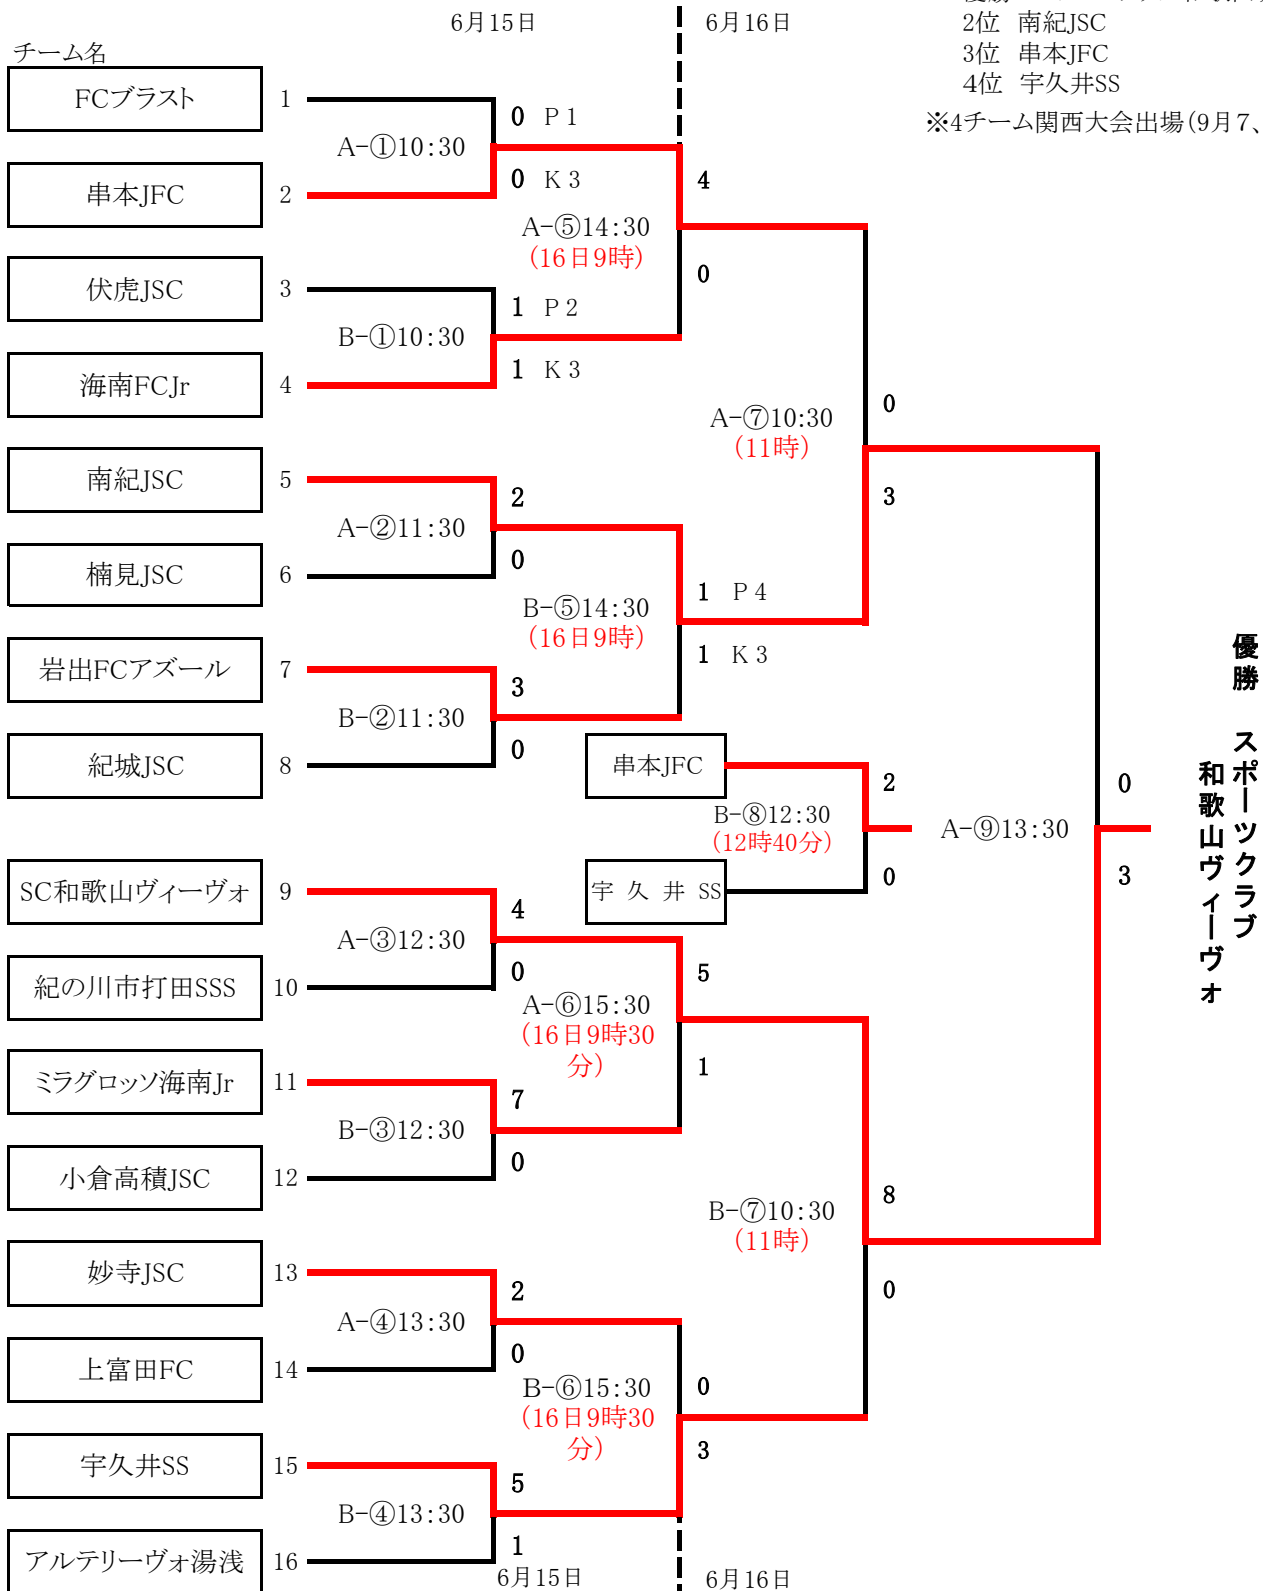 6月15日
6月16日
2位 南紀JSC
3位 串本JFC
4位 宇久井SS
※4チーム関西大会出場(9月7、
チーム名
FCブラスト 1
0 P 1
A-①10:30
0 K 3
串本JFC 2
4
A-⑤14:30
(16日9時)
0
伏虎JSC 3
1 P 2
B-①10:30
1 K 3
海南FCJr 4
0
A-⑦10:30
(11時)
3
南紀JSC 5
2
A-②11:30
0
楠見JSC 6
1 P 4
B-⑤14:30
(16日9時)
1 K 3
岩出FCアズール 7
3
B-②11:30
0
紀城JSC 8
串本JFC
2
B-⑧12:30
(12時40分)
0
宇 久 井 SS
0
A-⑨13:30
3
優勝 スポーツクラブ
和歌山ヴィーヴォ
SC和歌山ヴィーヴォ 9
4
A-③12:30
0
紀の川市打田SSS 10
5
A-⑥15:30
(16日9時30
分)
1
ミラグロッソ海南Jr 11
7
B-③12:30
0
小倉高積JSC 12
8
B-⑦10:30
(11時)
0
妙寺JSC 13
2
A-④13:30
0
上富田FC 14
0
B-⑥15:30
(16日9時30
分)
3
宇久井SS 15
5
B-④13:30
1
アルテリーヴォ湯浅 16
6月15日
6月16日